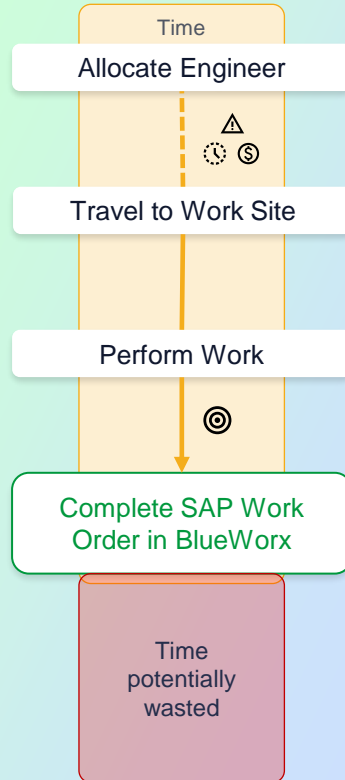 Time
Allocate Engineer
Travel to Work Site
Perform Work
Complete SAP Work
Order in BlueWorx
Time
potentially
wasted